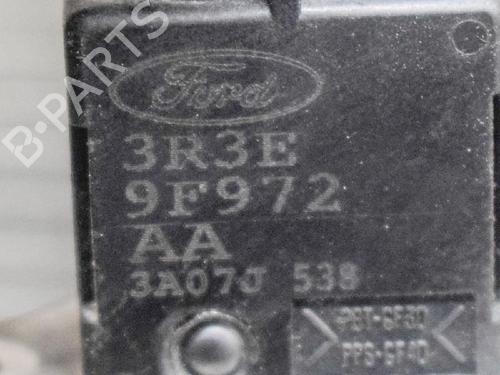 B-PARTS
Ford
3R3E
9F972
AA
3A07J 538
>PBT-GF30<
PPS-GF40